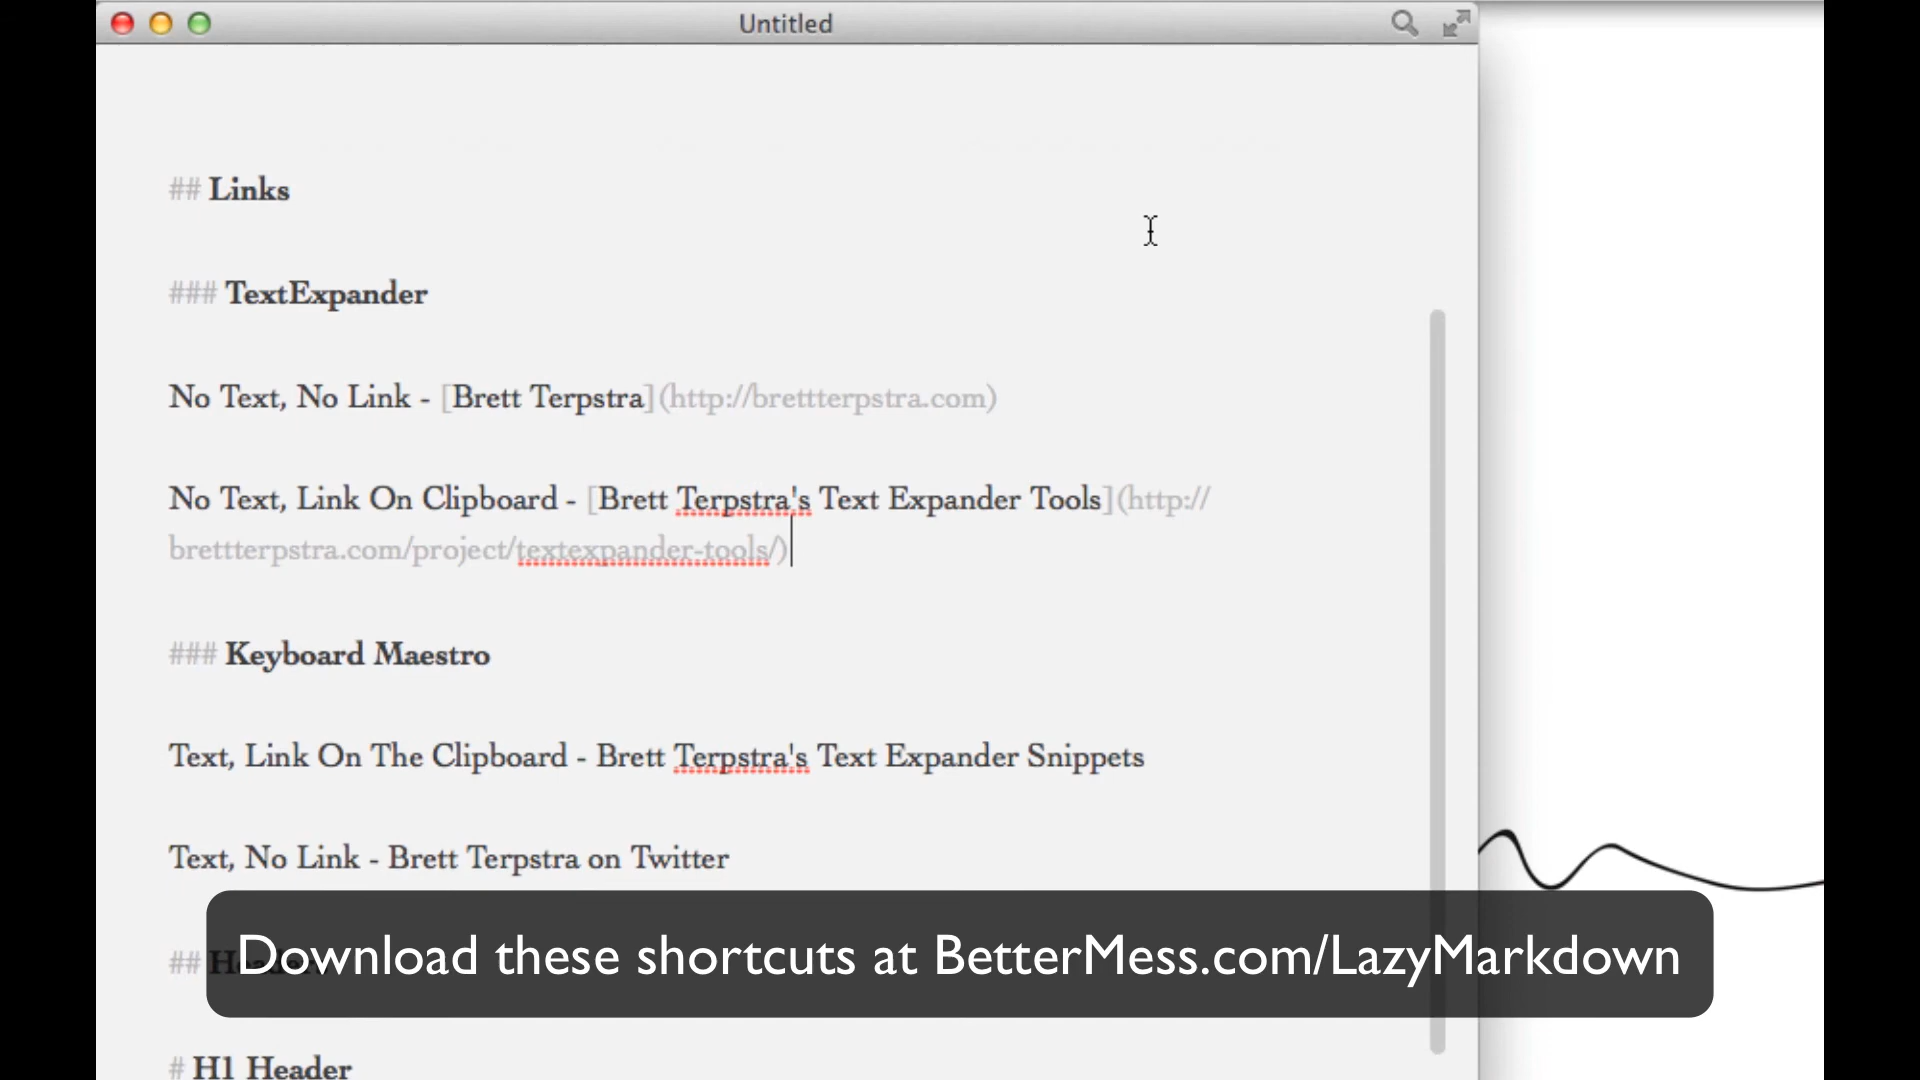 Untitled
## Links
### TextExpander
No Text, No Link - [Brett Terpstra](http://brettterpstra.com)
No Text, Link On Clipboard - [Brett Terpstra's Text Expander Tools](http://
brettterpstra.com/project/textexpander-tools/)
### Keyboard Maestro
Text, Link On The Clipboard - Brett Terpstra's Text Expander Snippets
Text, No Link - Brett Terpstra on Twitter
## Headers
Download these shortcuts at BetterMess.com/LazyMarkdown
# H1 Header